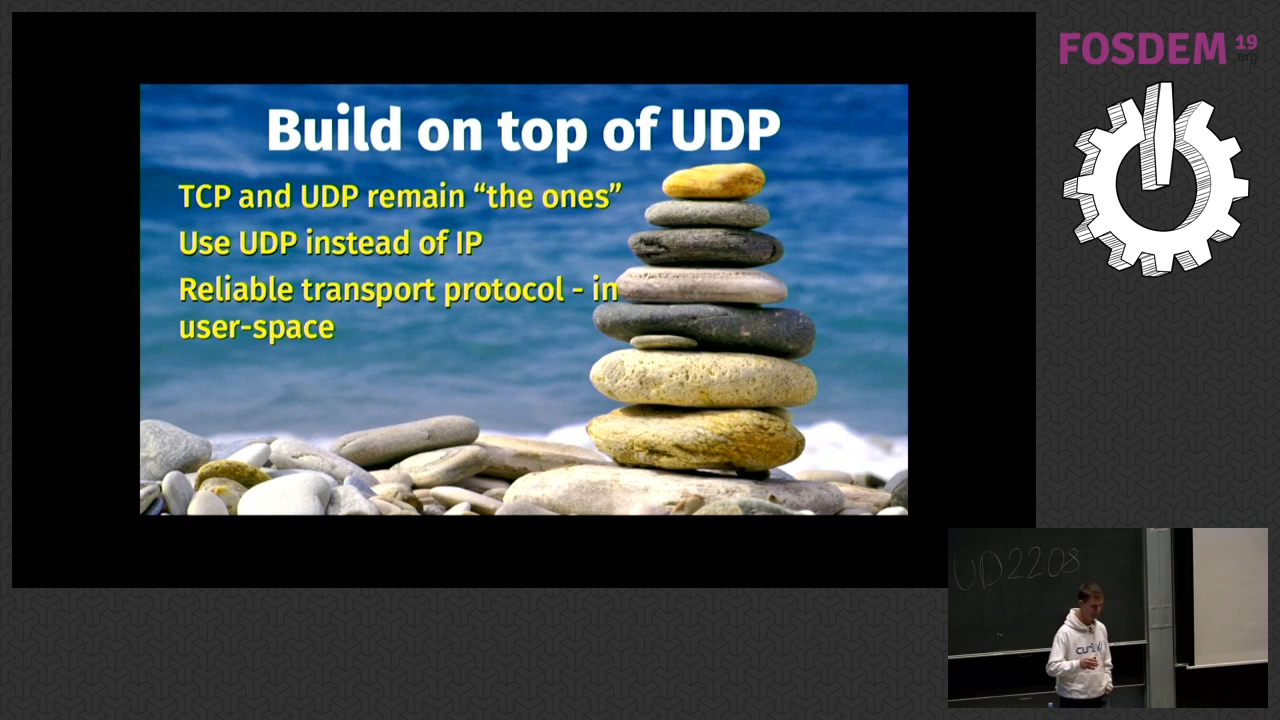 Build on top of UDP
TCP and UDP remain “the ones”
Use UDP instead of IP
Reliable transport protocol - in
user-space
FOSDEM 19
.org
UD2208